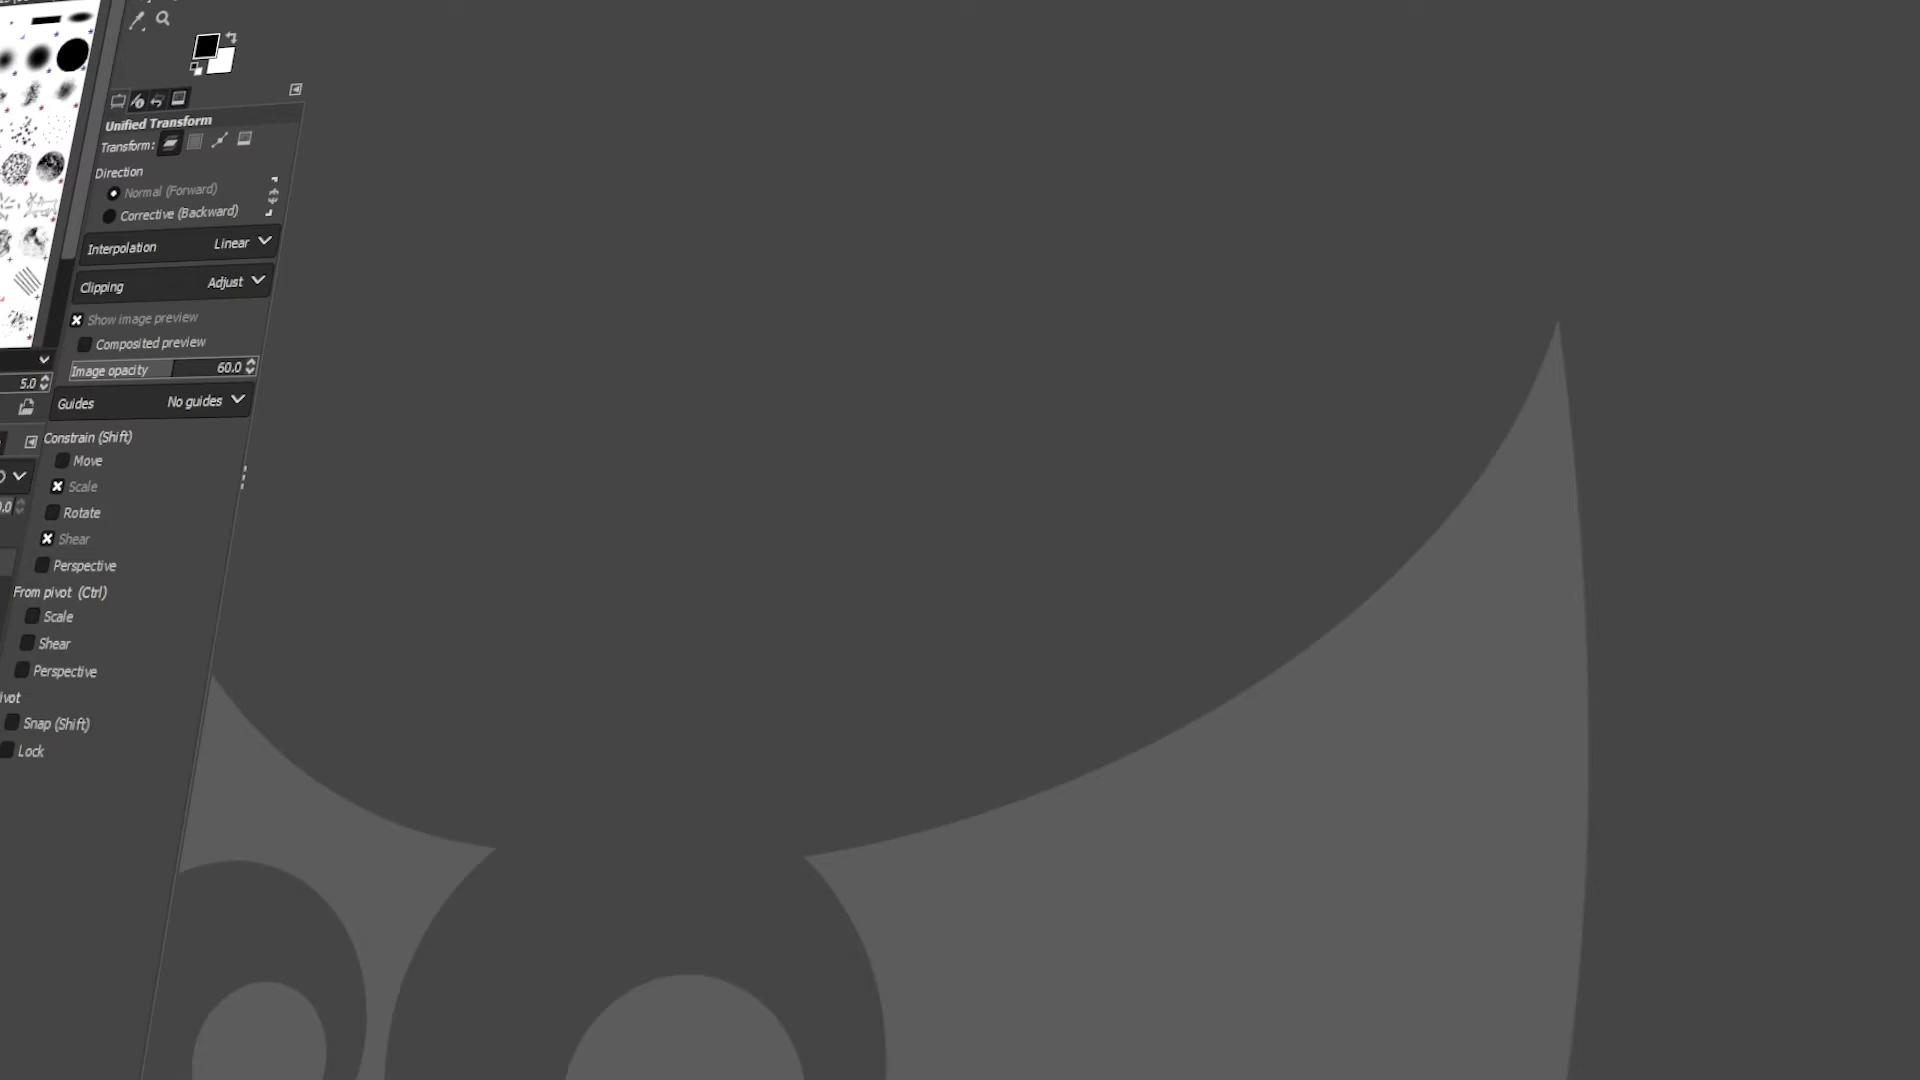 Unified Transform
Transform:
Direction
Normal (Forward)
Corrective (Backward)
Interpolation Linear
Clipping Adjust
Show image preview
Composited preview
Image opacity 60.0
5.0
Guides No guides
Constrain (Shift)
Move
Scale
Rotate
Shear
Perspective
From pivot (Ctrl)
Scale
Shear
Perspective
Snap (Shift)
Lock